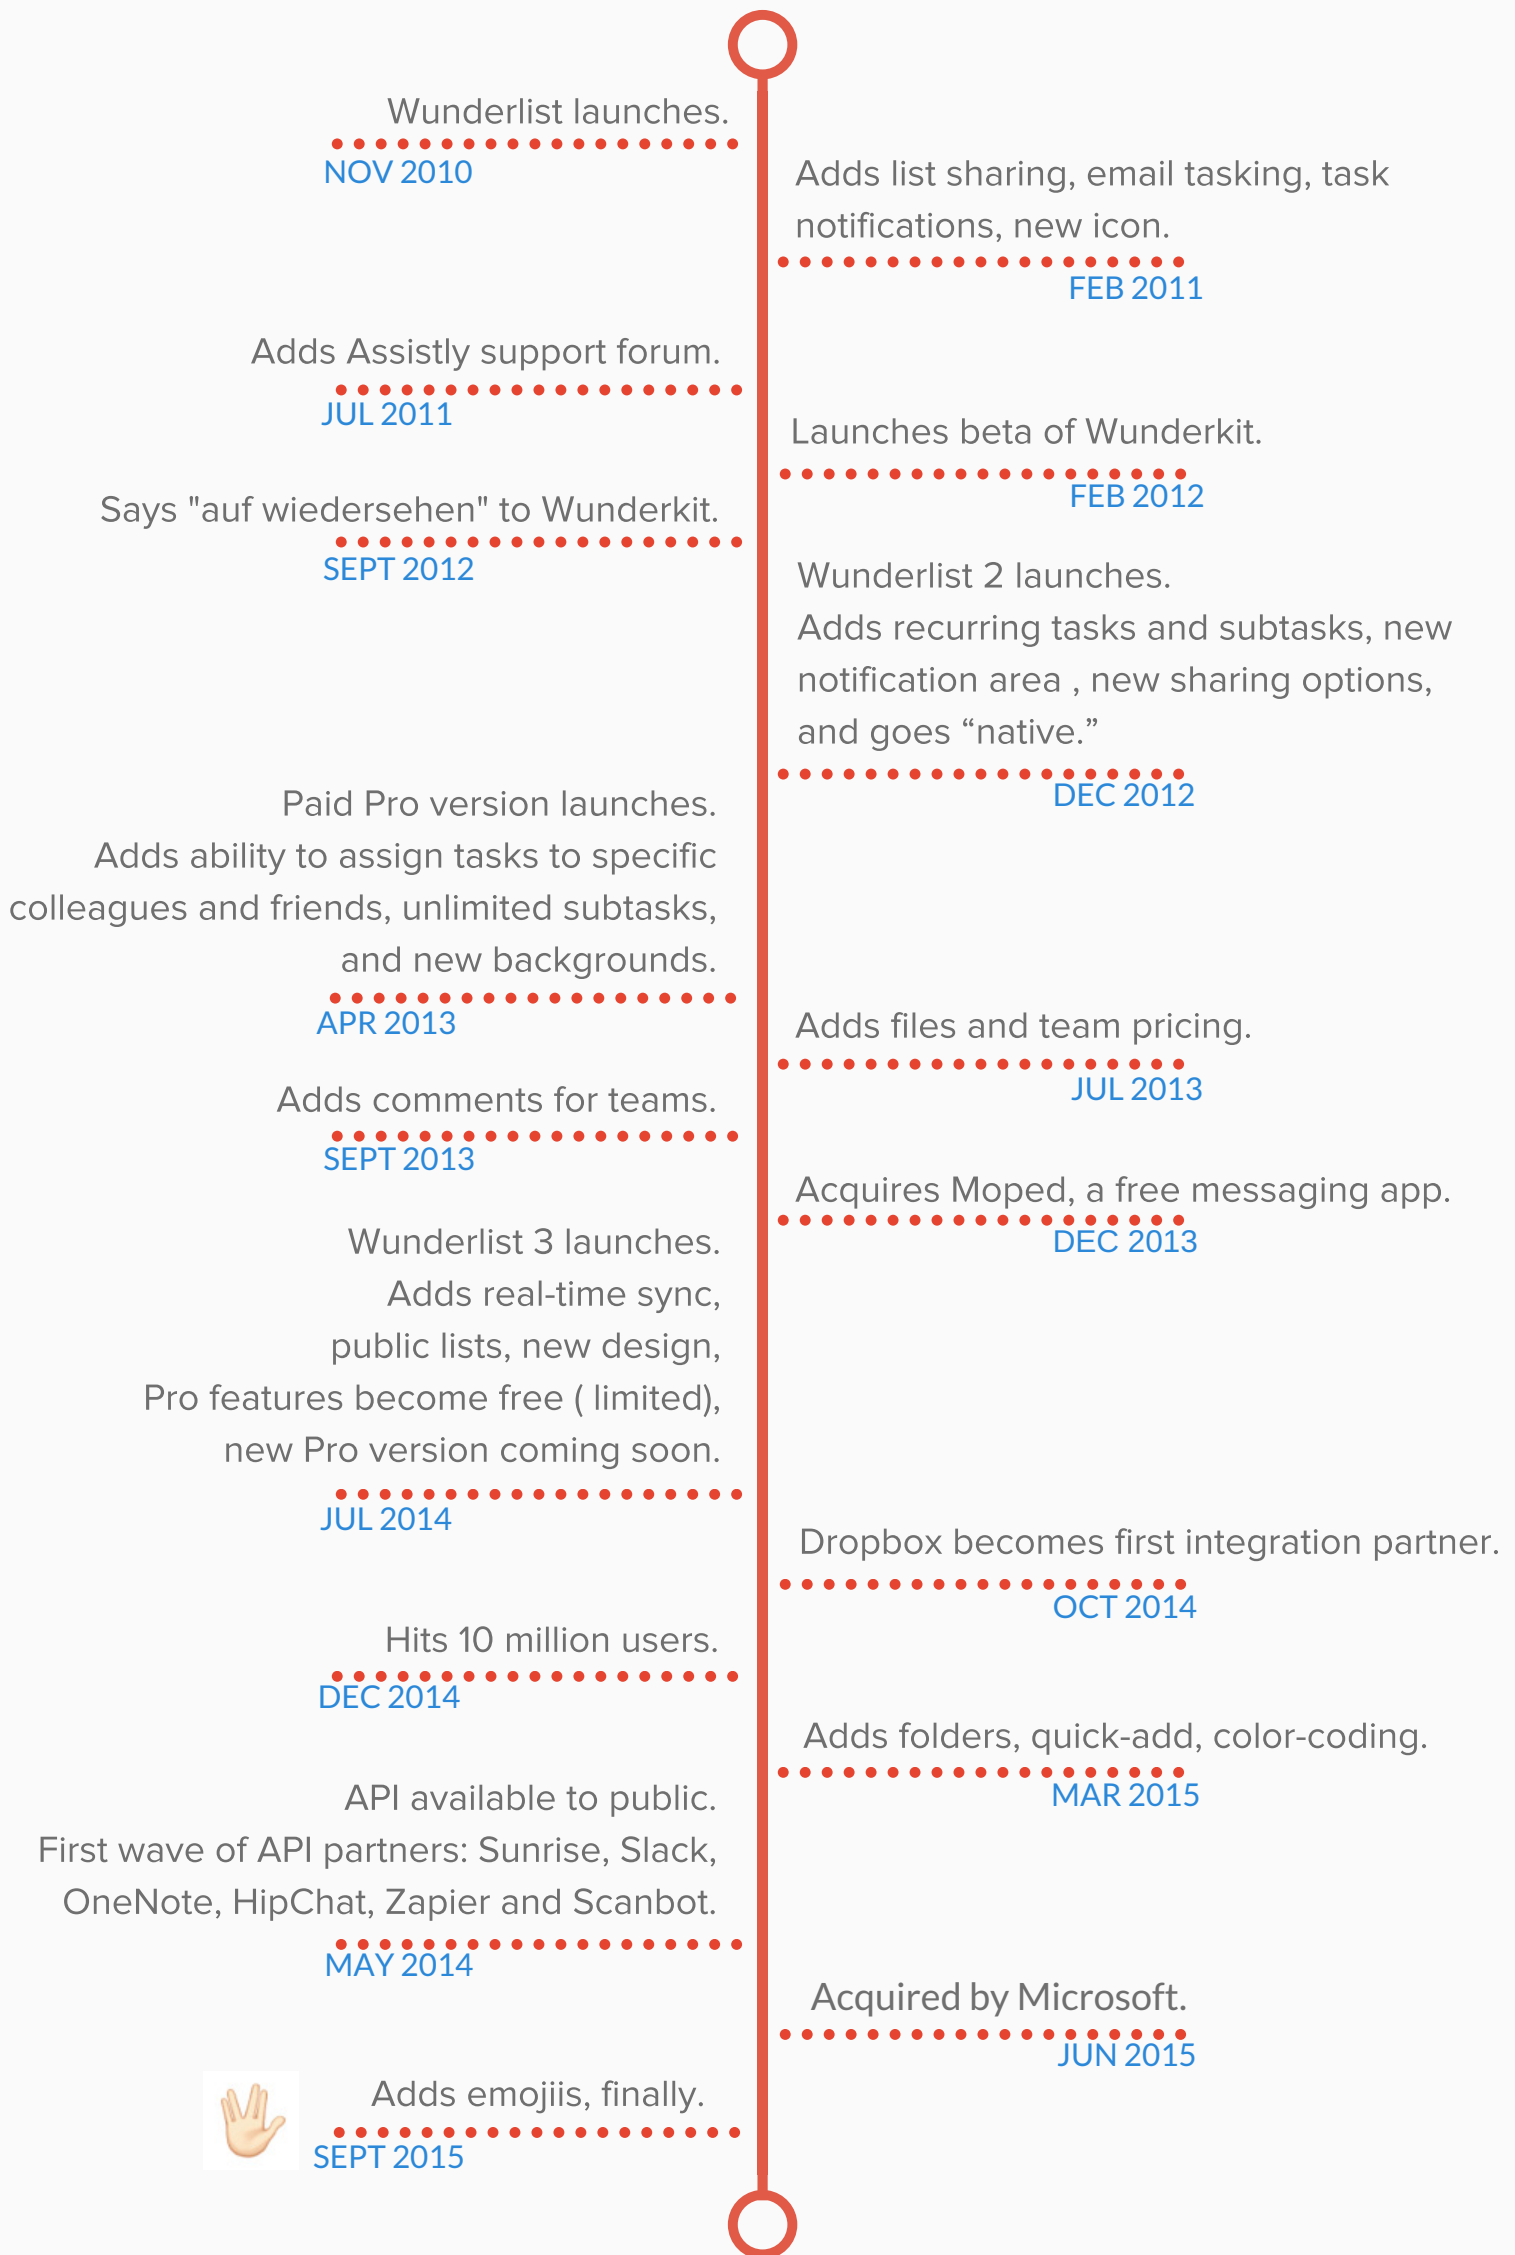 Wunderlist launches.
NOV 2010
Adds list sharing, email tasking, task
notifications, new icon.
FEB 2011
Adds Assistly support forum.
JUL 2011
Launches beta of Wunderkit.
FEB 2012
Says "auf wiedersehen" to Wunderkit.
SEPT 2012
Wunderlist 2 launches.
Adds recurring tasks and subtasks, new
notification area , new sharing options,
and goes “native.”
DEC 2012
Paid Pro version launches.
Adds ability to assign tasks to specific
colleagues and friends, unlimited subtasks,
and new backgrounds.
APR 2013
Adds files and team pricing.
JUL 2013
Adds comments for teams.
SEPT 2013
Acquires Moped, a free messaging app.
DEC 2013
Wunderlist 3 launches.
Adds real-time sync,
public lists, new design,
Pro features become free ( limited),
new Pro version coming soon.
JUL 2014
Dropbox becomes first integration partner.
OCT 2014
Hits 10 million users.
DEC 2014
Adds folders, quick-add, color-coding.
MAR 2015
API available to public.
First wave of API partners: Sunrise, Slack,
OneNote, HipChat, Zapier and Scanbot.
MAY 2014
Acquired by Microsoft.
JUN 2015
Adds emojiis, finally.
SEPT 2015